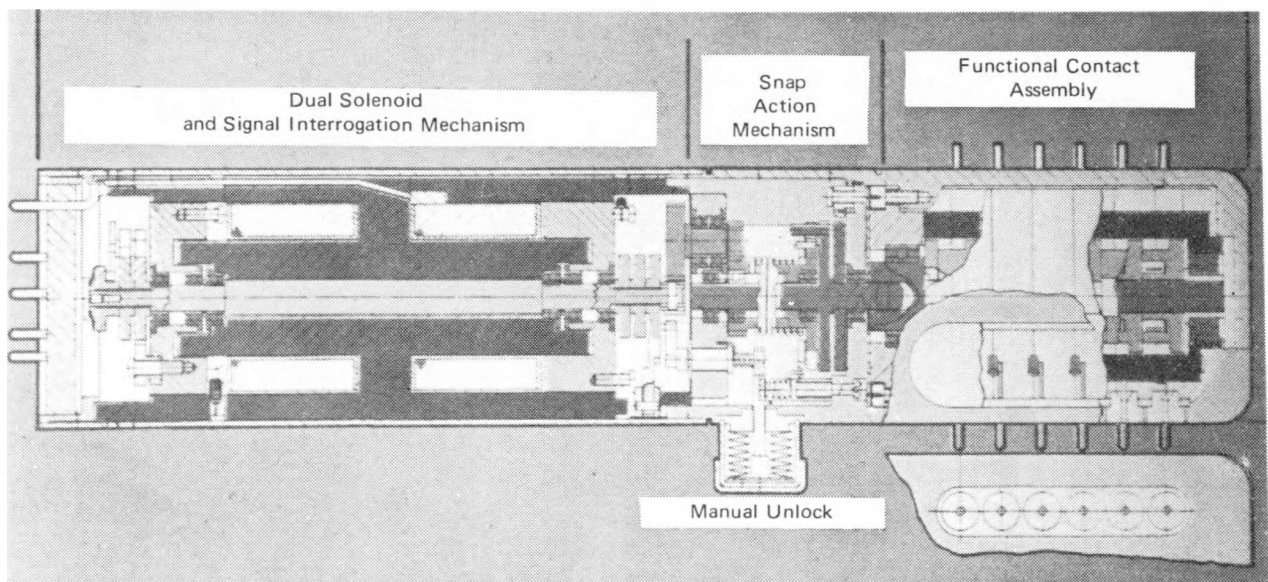 Dual Solenoid
and Signal Interrogation Mechanism
Snap
Action
Mechanism
Functional Contact
Assembly
Manual Unlock